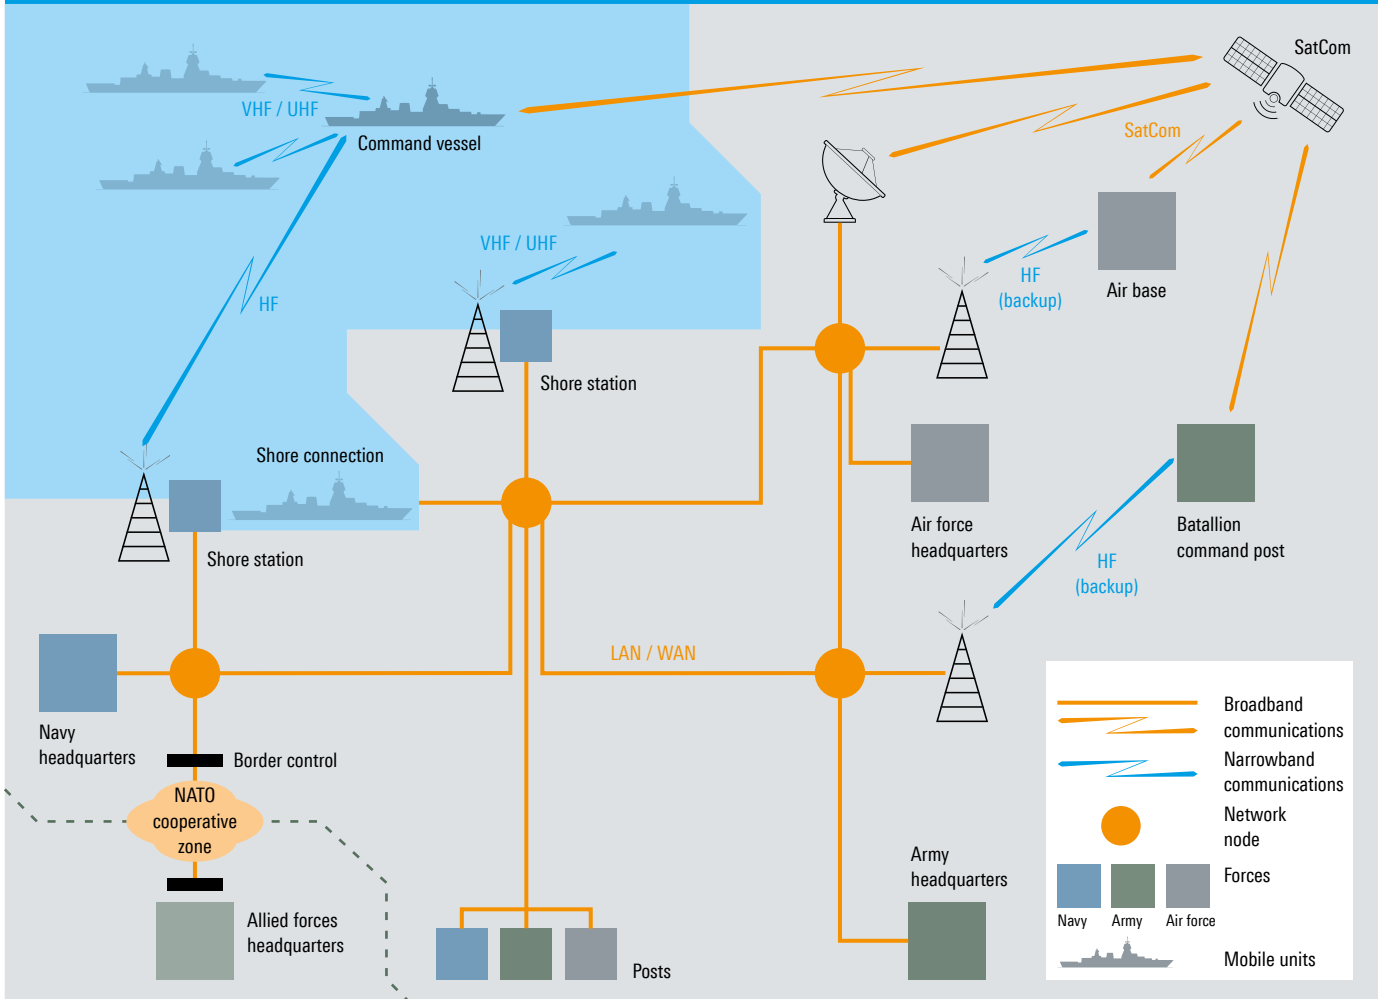 SatCom
VHF / UHF
Command vessel
SatCom
VHF / UHF
HF
HF
(backup)
Air base
Shore station
Shore connection
Air force
headquarters
Batallion
command post
Shore station
HF
(backup)
LAN / WAN
Navy
headquarters
Border control
NATO
cooperative
zone
Army
headquarters
Allied forces
headquarters
Posts
Broadband
communications
Narrowband
communications
Network
node
Forces
Navy
Army
Air force
Mobile units